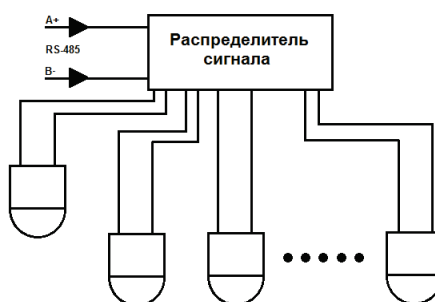 A+
RS-485
B-
Распределитель
сигнала